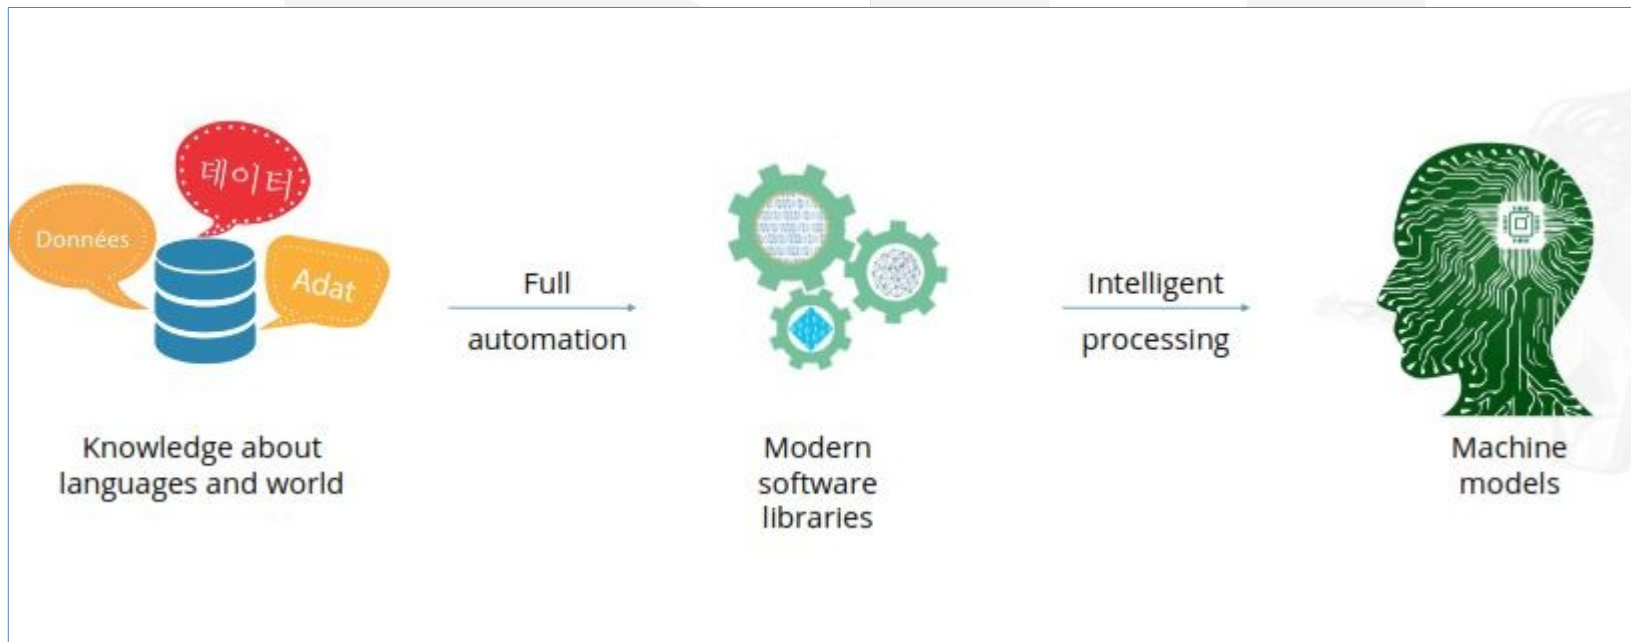 데이터
Données
Adat
Full
automation
Intelligent
processing
Knowledge about
languages and world
Modern
software
libraries
Machine
models